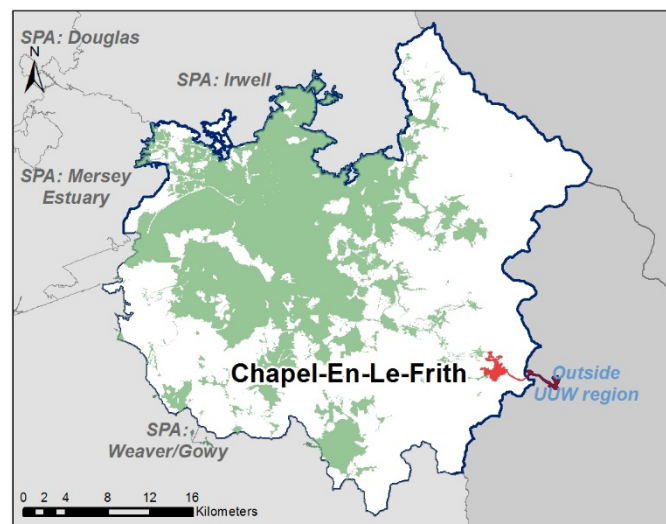 SPA: Douglas
N
SPA: Irwell
SPA: Mersey
Estuary
Chapel-En-Le-Frith
Outside
UUW region
SPA:
Weaver/Gowy
0 2 4 8 12 16
Kilometers